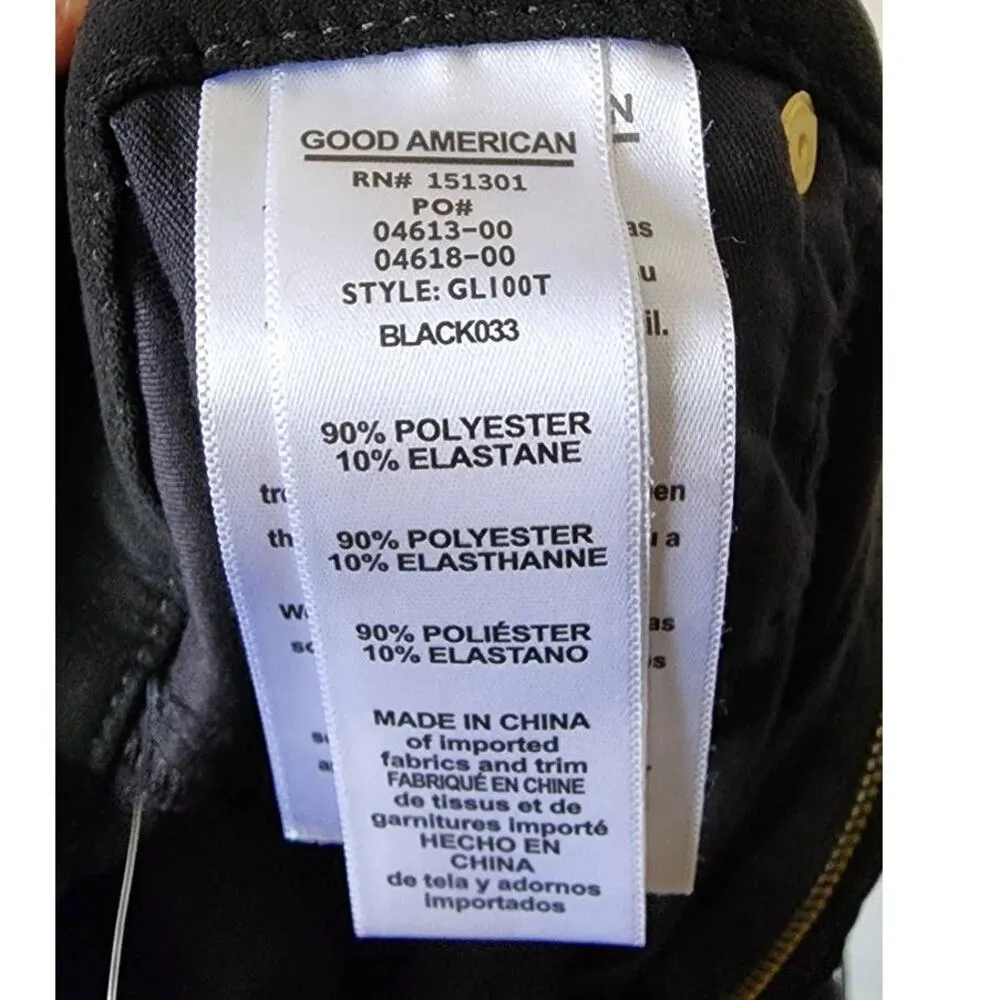 GOOD AMERICAN
RN# 151301
PO#
04613-00
04618-00
STYLE: GL100T
BLACK033
90% POLYESTER
10% ELASTANE
90% POLYESTER
10% ELASTHANNE
90% POLIÉSTER
10% ELASTANO
MADE IN CHINA
of imported
fabrics and trim
FABRIQUÉ EN CHINE
de tissus et de
garnitures importé
HECHO EN
CHINA
de tela y adornos
importados